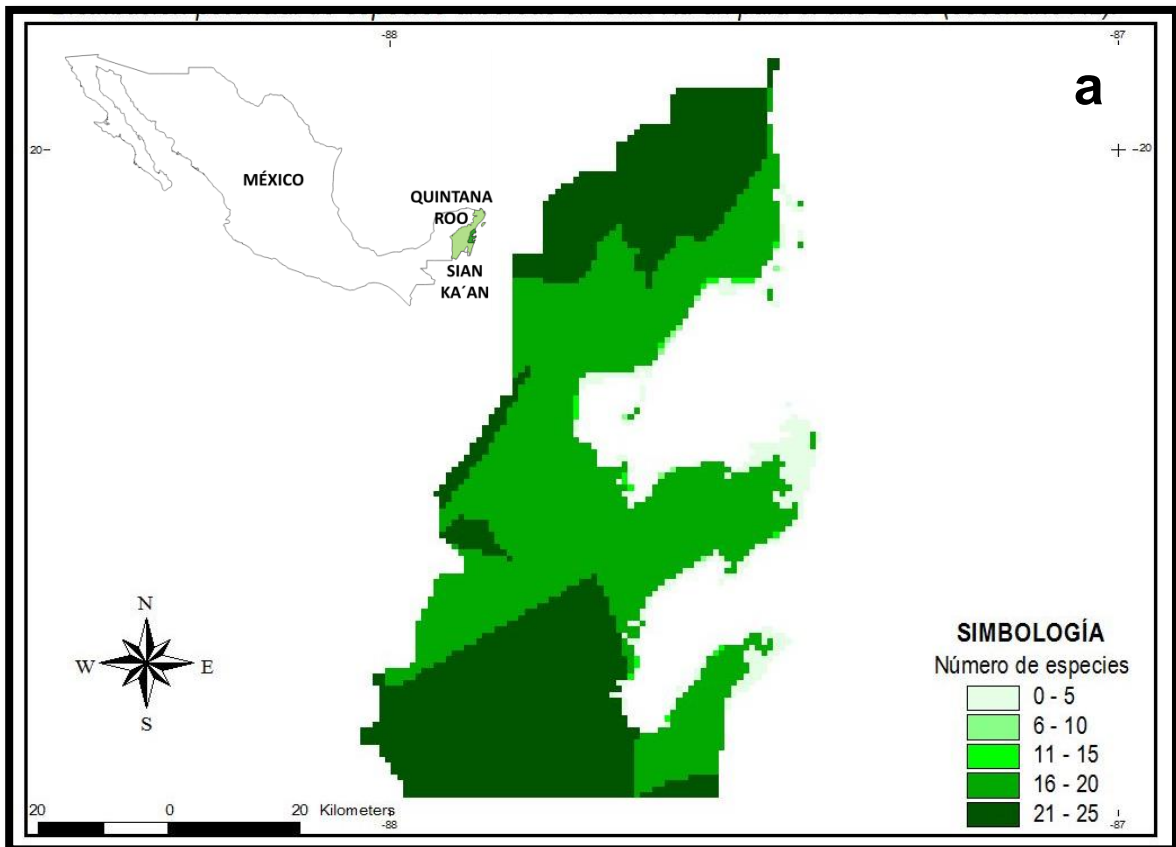 -88
-87
a
20
-20
MÉXICO
QUINTANA
ROO
SIAN
KA´AN
N
W E
S
SIMBOLOGÍA
Número de especies
0 - 5
6 - 10
11 - 15
16 - 20
21 - 25
20 0 20 Kilometers
-88
-87